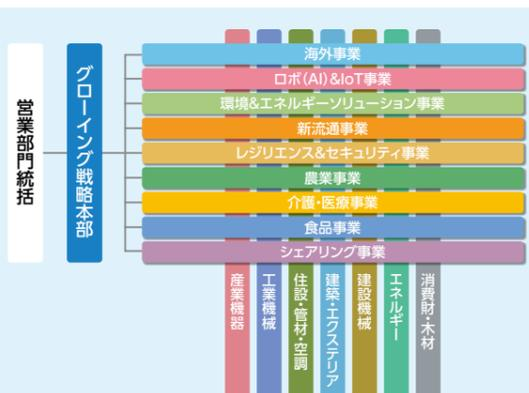 営業部門統括
グローイング戦略本部
海外事業
ロボ(AI)&IoT事業
環境&エネルギーソリューション事業
新流通事業
レジリエンス&セキュリティ事業
農業事業
介護・医療事業
食品事業
シェアリング事業
産業機器
工業機械
住設・管材・空調
建築・エクステリア
建設機械
エネルギー
消費財・木材